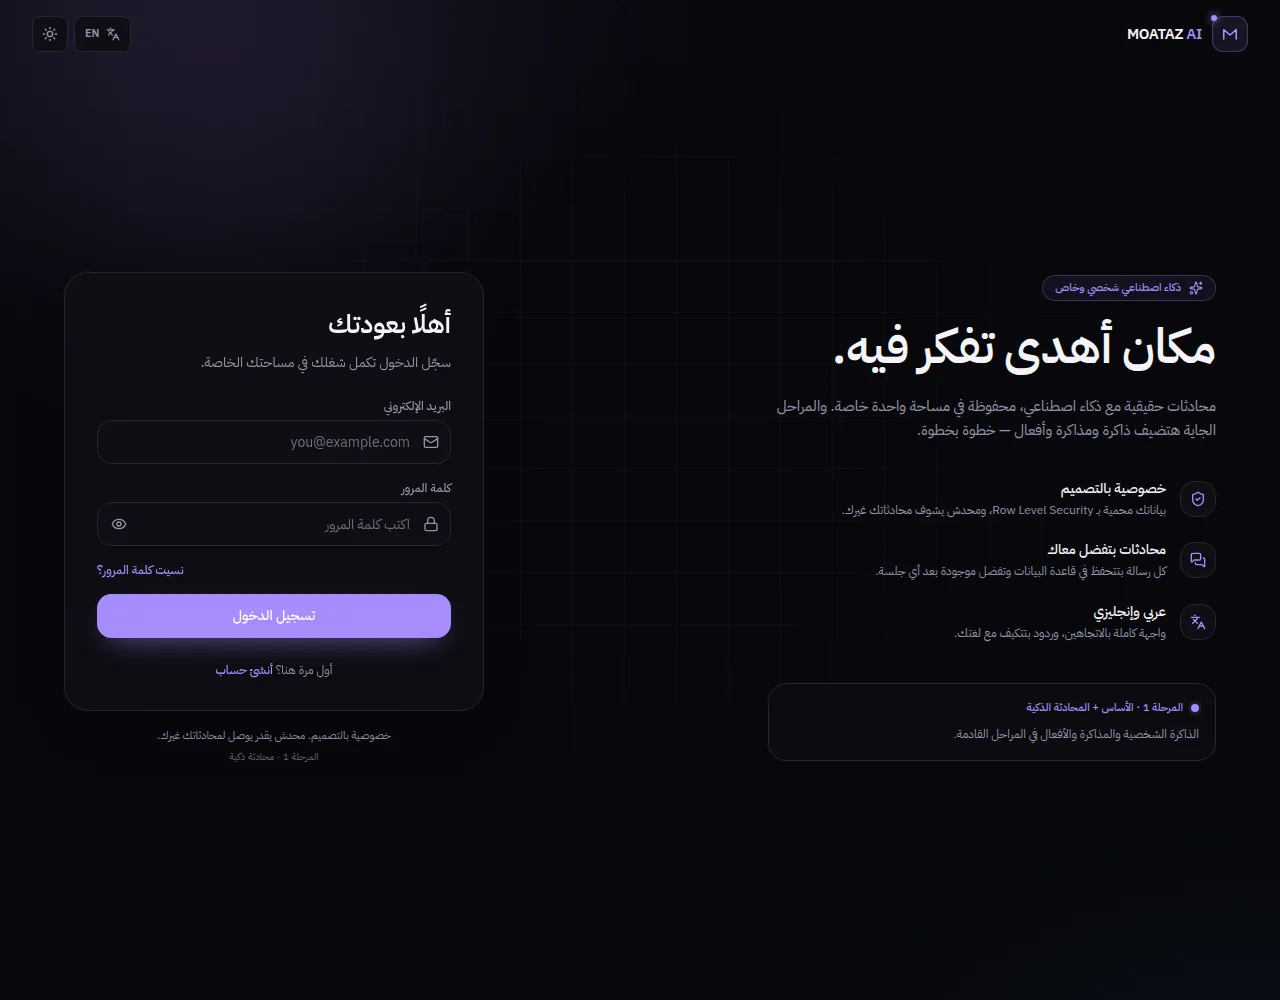 MOATAZ AI
EN
ذكاء اصطناعي شخصي وخاص
مكان أهدى تفكر فيه.
محادثات حقيقية مع ذكاء اصطناعي، محفوظة في مساحة واحدة خاصة. والمراحل
الجاية هتضيف ذاكرة ومذاكرة وأفعال — خطوة بخطوة.
خصوصية بالتصميم
بياناتك محمية بـ Row Level Security، ومحدش يشوف محادثاتك غيرك.
محادثات بتفضل معاك
كل رسالة بتتحفظ في قاعدة البيانات وتفضل موجودة بعد أي جلسة.
عربي وإنجليزي
واجهة كاملة بالاتجاهين، وردود بتتكيف مع لغتك.
المرحلة 1 · الأساس + المحادثة الذكية
الذاكرة الشخصية والمذاكرة والأفعال في المراحل القادمة.
أهلًا بعودتك
سجّل الدخول تكمل شغلك في مساحتك الخاصة.
البريد الإلكتروني
you@example.com
كلمة المرور
اكتب كلمة المرور
نسيت كلمة المرور؟
تسجيل الدخول
أول مرة هنا؟ أنشئ حساب
خصوصية بالتصميم. محدش يقدر يوصل لمحادثاتك غيرك.
المرحلة 1 · محادثة ذكية